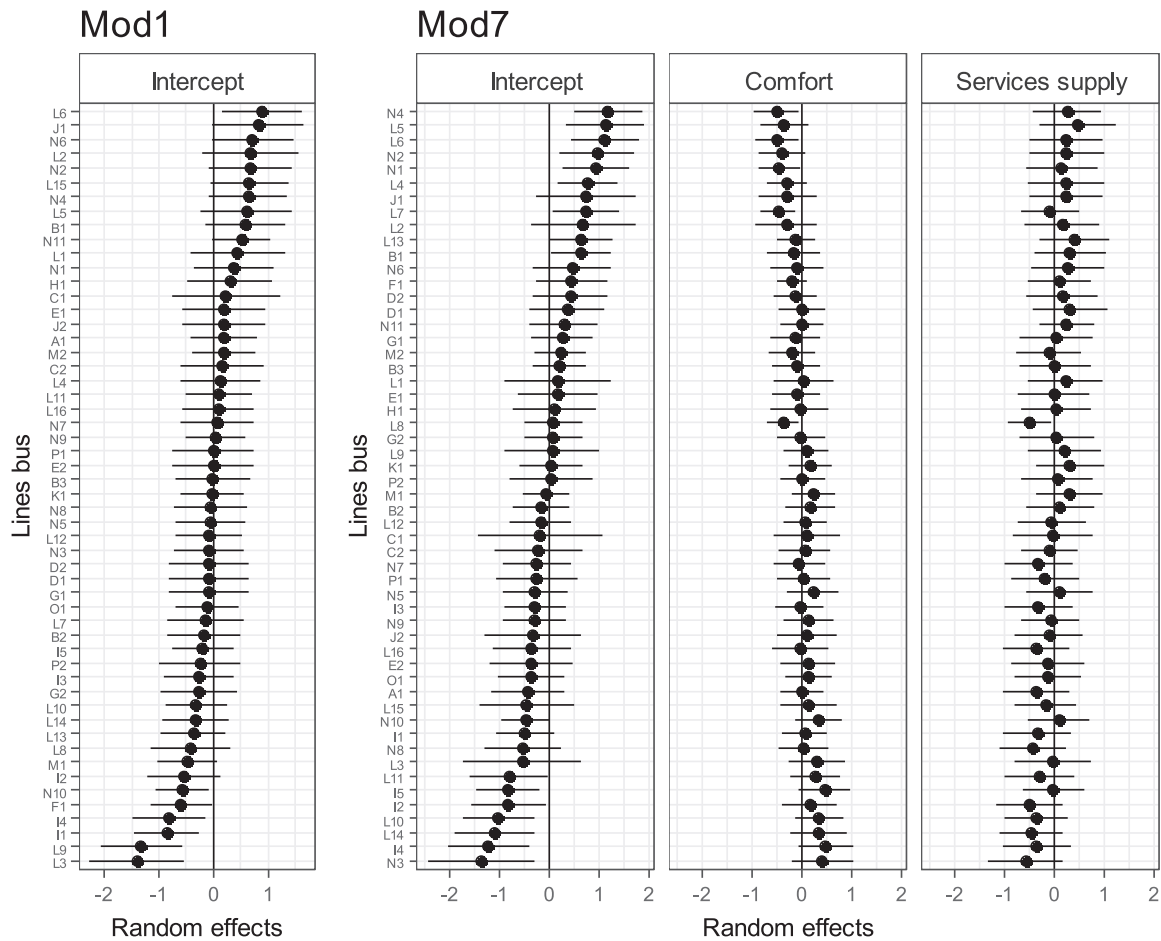 Mod1
Mod7
Intercept
Intercept
Comfort
Services supply
Lines bus
L6
J1
N6
L2
N2
L15
N4
L5
B1
N11
L1
N1
H1
C1
E1
J2
A1
M2
C2
L4
L11
L16
N7
N9
P1
E2
B3
K1
N8
N5
L12
N3
D2
D1
G1
O1
L7
B2
I5
P2
I3
G2
L10
L14
L13
L8
M1
I2
N10
F1
I4
I1
L9
L3
Lines bus
N4
L5
L6
N2
N1
L4
J1
L7
L2
L13
B1
N6
F1
D2
D1
N11
G1
M2
B3
L1
E1
H1
L8
G2
L9
K1
P2
M1
B2
L12
C1
C2
N7
P1
N5
I3
N9
J2
L16
E2
O1
A1
L15
N10
I1
N8
L3
L11
I5
I2
L10
L14
I4
N3
-2 -1 0 1
-2 -1 0 1 2
-2 -1 0 1 2
-2 -1 0 1 2
Random effects
Random effects